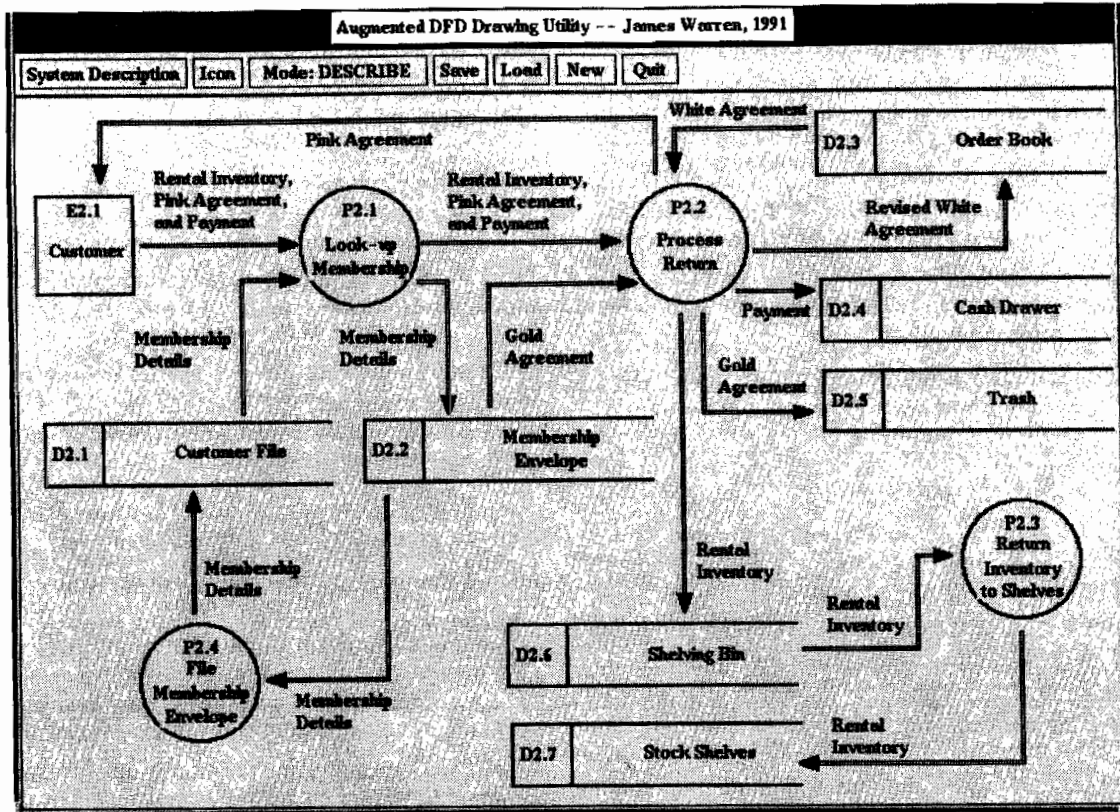 Augmented DFD Drawing Utility -- James Warren, 1991
System Description Icon Mode: DESCRIBE Save Load New Quit
White Agreement
Pink Agreement
D2.3 Order Book
Rental Inventory,
Pink Agreement,
and Payment
Rental Inventory,
Pink Agreement,
and Payment
E2.1
Customer
P2.1
Look-up
Membership
P2.2
Process
Return
Revised White
Agreement
Payment
D2.4 Cash Drawer
Membership
Details
Membership
Details
Gold
Agreement
Gold
Agreement
D2.5 Trash
D2.1 Customer File
D2.2 Membership
Envelope
P2.3
Return
Inventory
to Shelves
Rental
Inventory
Membership
Details
Rental
Inventory
P2.4
File
Membership
Envelope
Membership
Details
D2.6 Shelving Bin
Rental
Inventory
D2.7 Stock Shelves